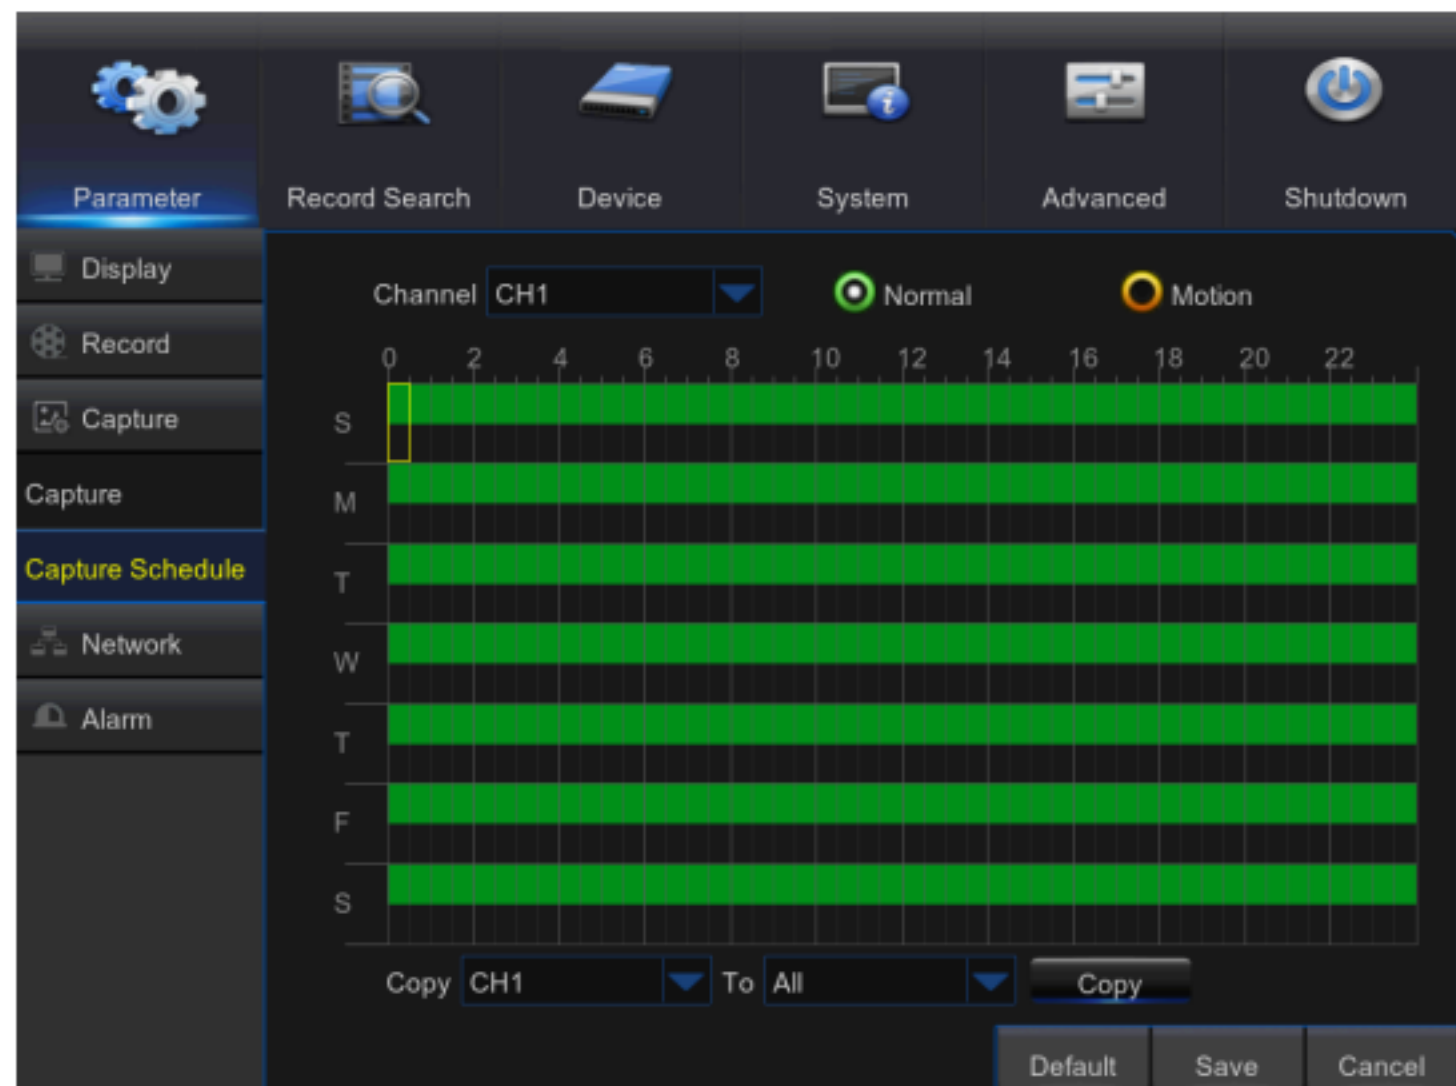 Parameter Record Search Device System Advanced Shutdown
Display
Record
Capture
Capture
Capture Schedule
Network
Alarm
Channel CH1 Normal Motion
0 2 4 6 8 10 12 14 16 18 20 22
S
M
T
W
T
F
S
Copy CH1 To All Copy
Default Save Cancel